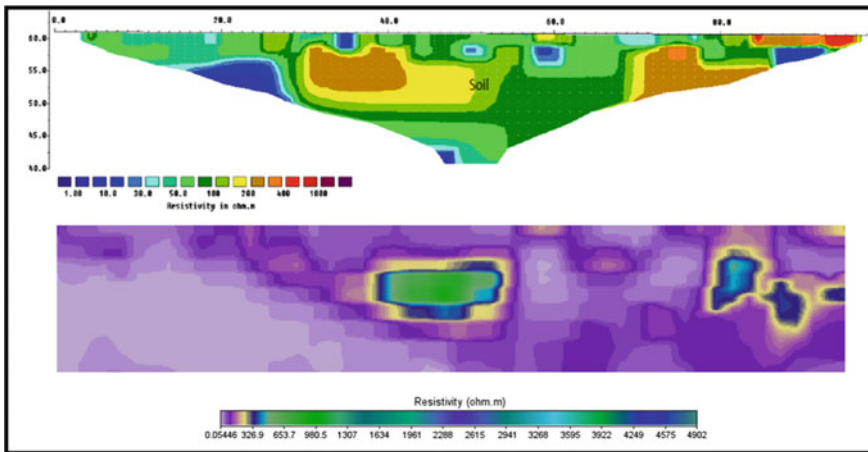 0.0 20.0 40.0 60.0 80.0
60.0
55.0
Soil
50.0
45.0
40.0
1.00 10.0 30.0 50.0 100 200 400 1000
Resistivity in ohm.m
Resistivity (ohm.m)
0.05446 326.9 653.7 980.5 1307 1634 1961 2288 2615 2941 3268 3595 3922 4249 4575 4902